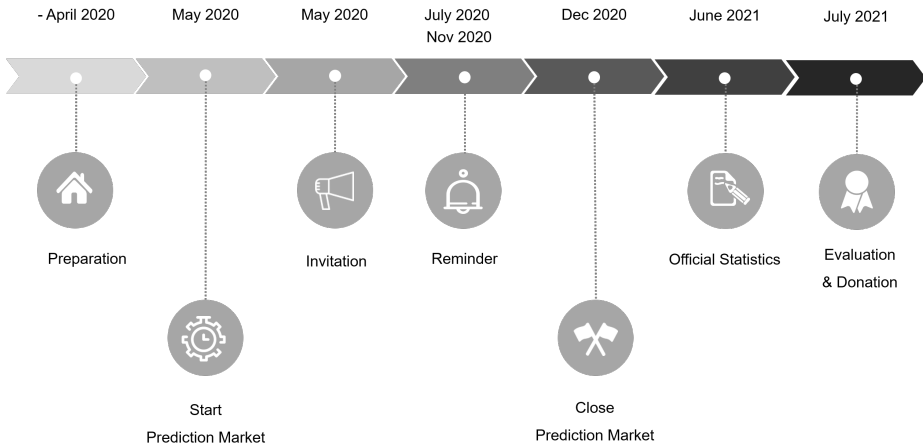 - April 2020
May 2020
May 2020
July 2020
Nov 2020
Dec 2020
June 2021
July 2021
Preparation
Start
Prediction Market
Invitation
Reminder
Close
Prediction Market
Official Statistics
Evaluation
& Donation